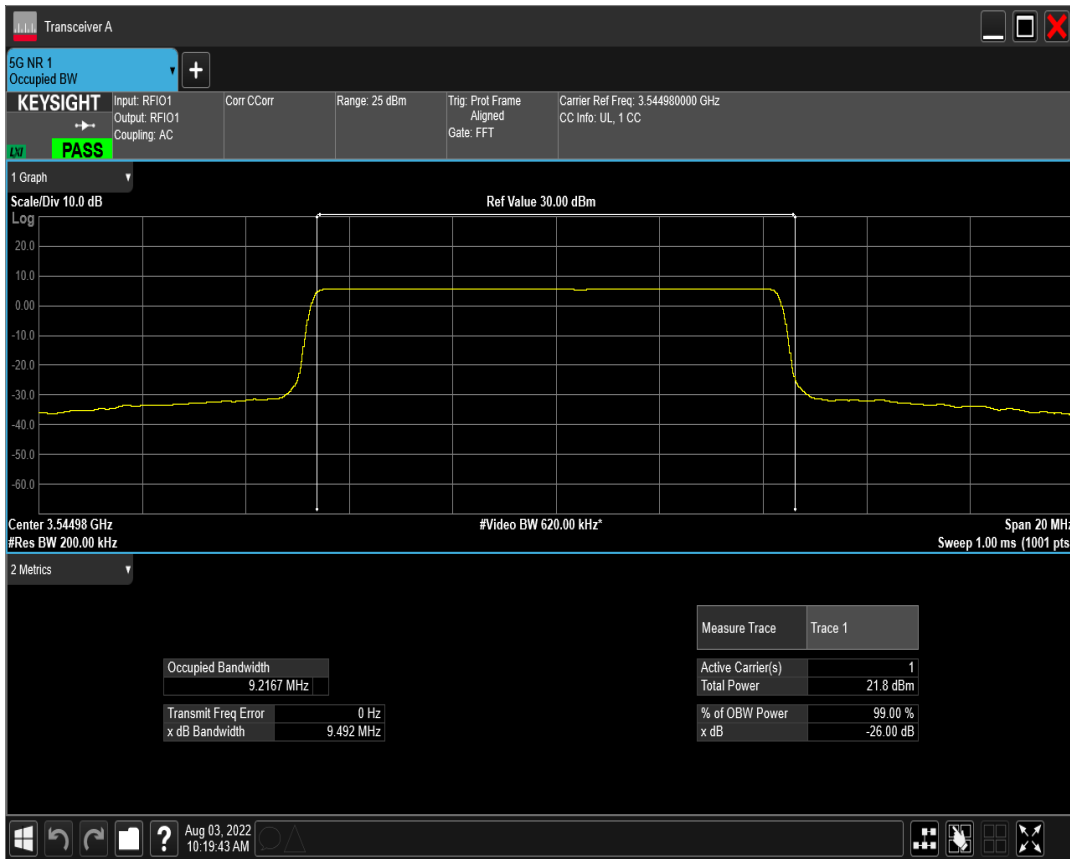 Transceiver A
5G NR 1
Occupied BW
+
KEYSIGHT
LXI
PASS
Input: RFIO1
Output: RFIO1
Coupling: AC
Corr CCorr
Range: 25 dBm
Trig: Prot Frame
Aligned
Gate: FFT
Carrier Ref Freq: 3.544980000 GHz
CC Info: UL, 1 CC
1 Graph
Scale/Div 10.0 dB
Ref Value 30.00 dBm
Log
20.0
10.0
0.00
-10.0
-20.0
-30.0
-40.0
-50.0
-60.0
Center 3.54498 GHz
#Video BW 620.00 kHz*
Span 20 MHz
#Res BW 200.00 kHz
Sweep 1.00 ms (1001 pts
2 Metrics
Measure Trace Trace 1
Occupied Bandwidth
9.2167 MHz
Active Carrier(s) 1
Total Power 21.8 dBm
Transmit Freq Error 0 Hz
x dB Bandwidth 9.492 MHz
% of OBW Power 99.00 %
x dB -26.00 dB
?
Aug 03, 2022
10:19:43 AM